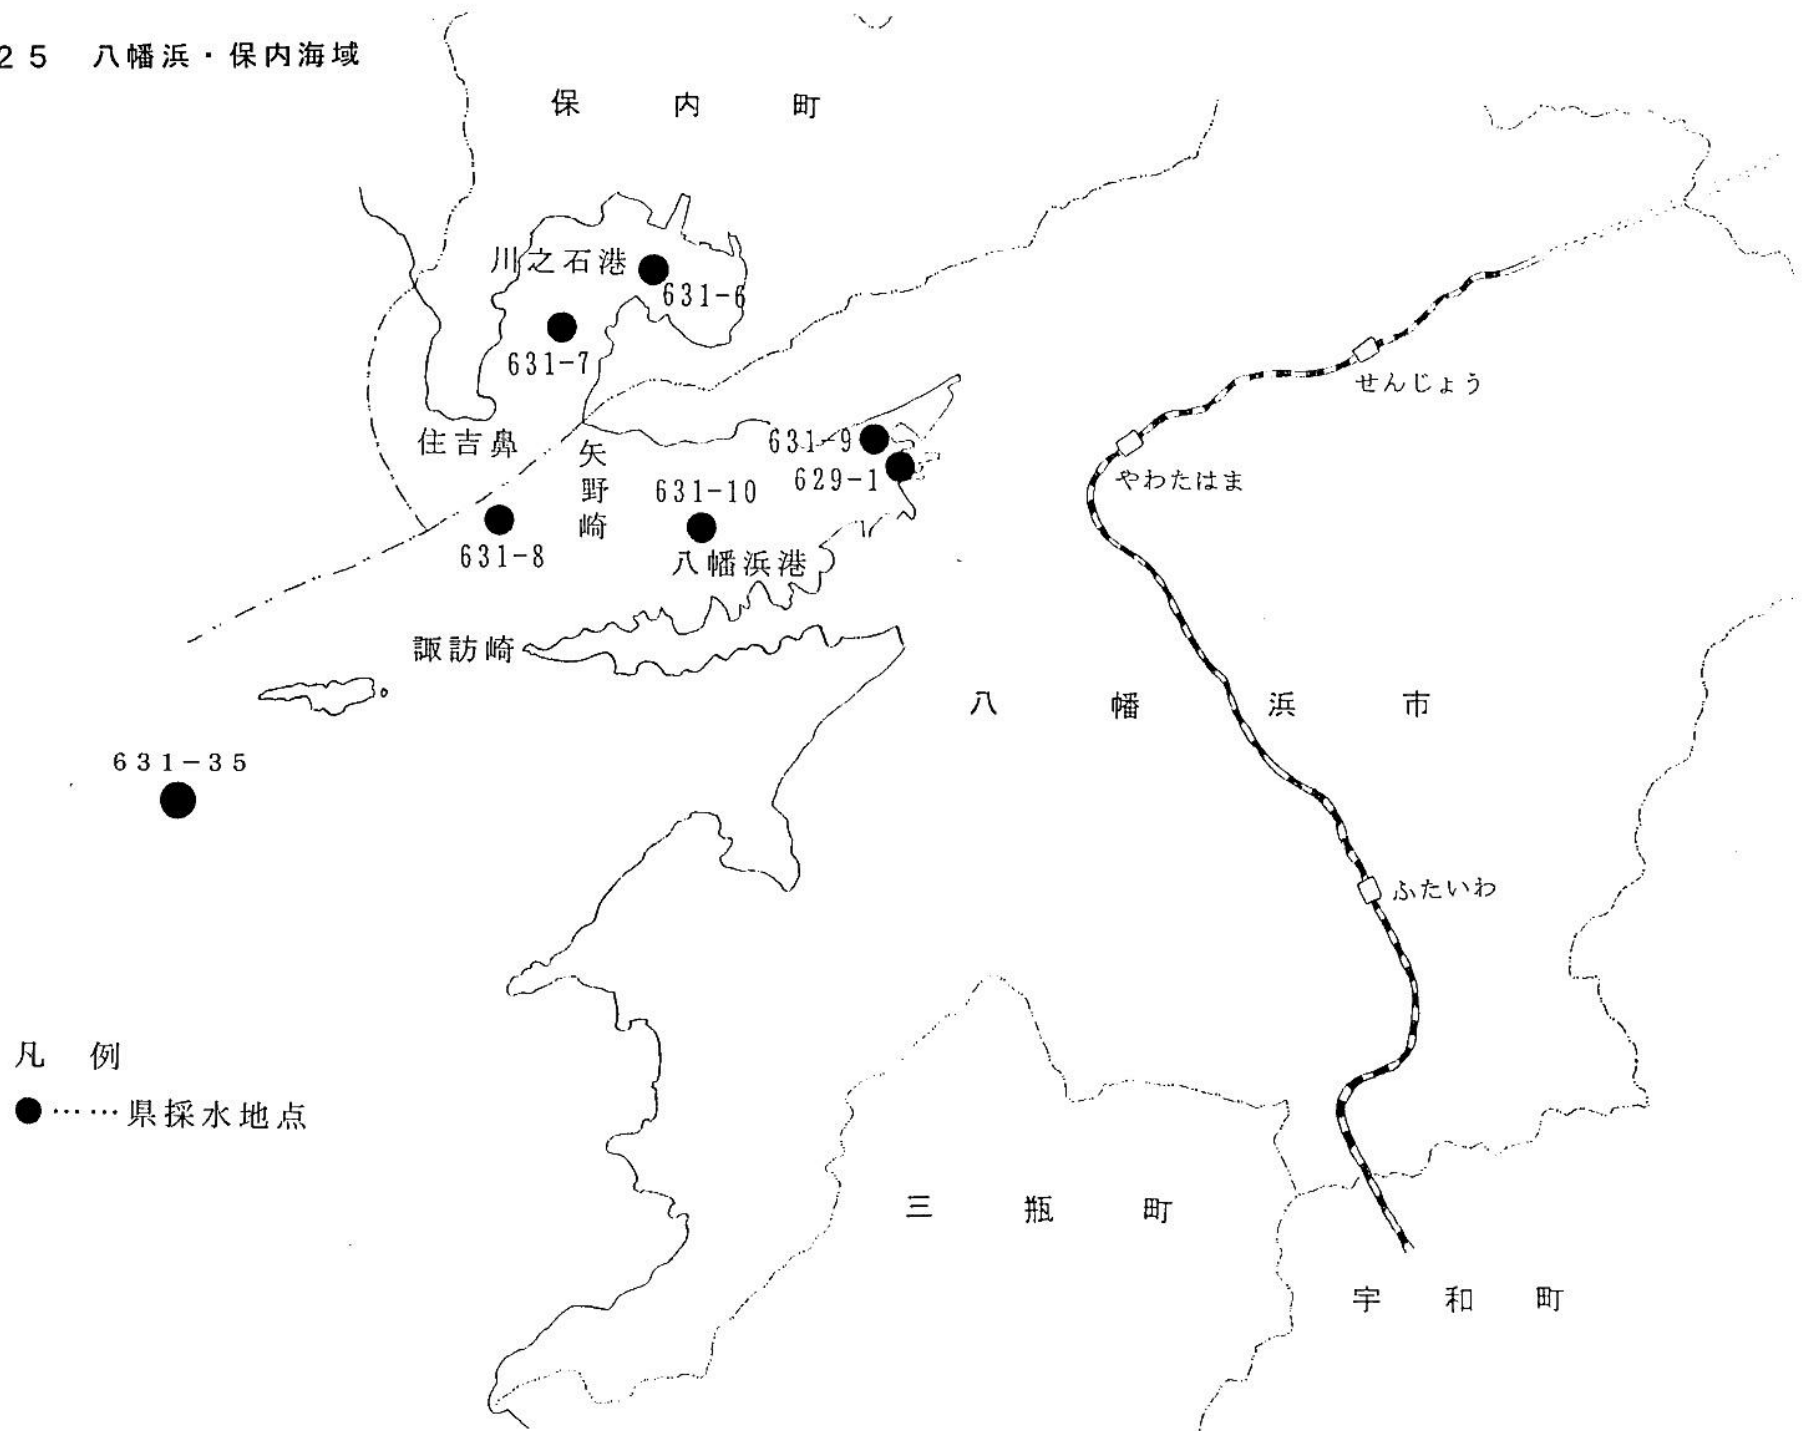 25 八幡浜・保内海域
保内町
川之石港
631-6
631-7
せんじょう
住吉鼻
矢野崎
631-9
629-1
やわたはま
631-10
631-8
八幡浜港
諏訪崎
八幡浜市
631-35
ふたいわ
凡例
●……県採水地点
三瓶町
宇和町